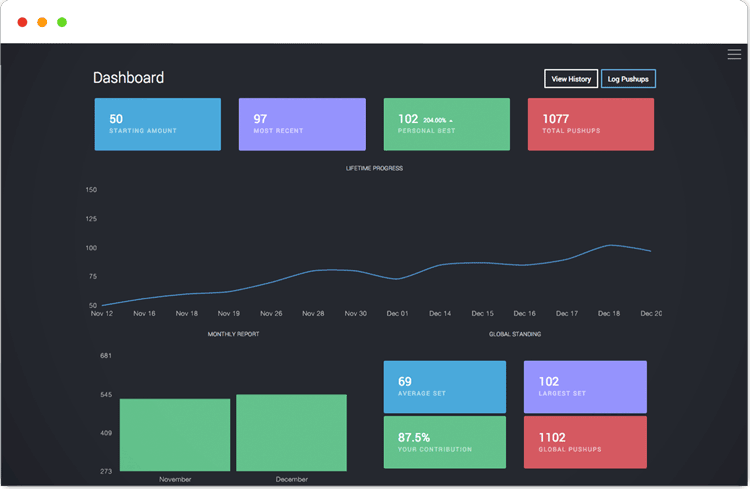 Dashboard
View History
Log Pushups
50
STARTING AMOUNT
97
MOST RECENT
102 204.00%
PERSONAL BEST
1077
TOTAL PUSHUPS
LIFETIME PROGRESS
150
125
100
75
50
Nov 12 Nov 16 Nov 18 Nov 19 Nov 26 Nov 28 Nov 30 Dec 01 Dec 14 Dec 15 Dec 16 Dec 17 Dec 18 Dec 20
MONTHLY REPORT
681
545
409
273
November December
GLOBAL STANDING
69
AVERAGE SET
102
LARGEST SET
87.5%
YOUR CONTRIBUTION
1102
GLOBAL PUSHUPS